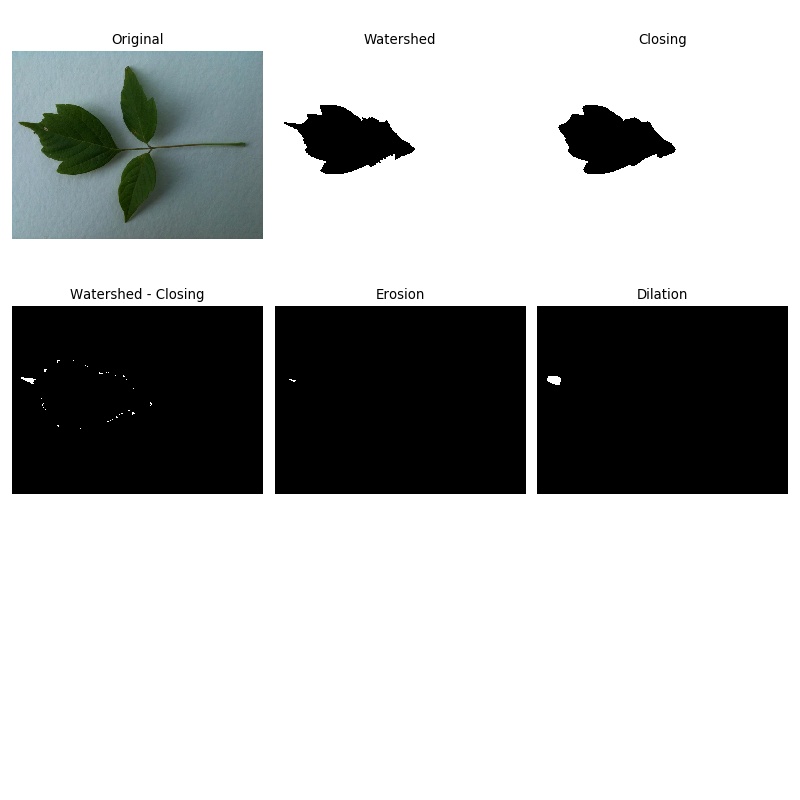 Original
Watershed
Closing
Watershed - Closing
Erosion
Dilation